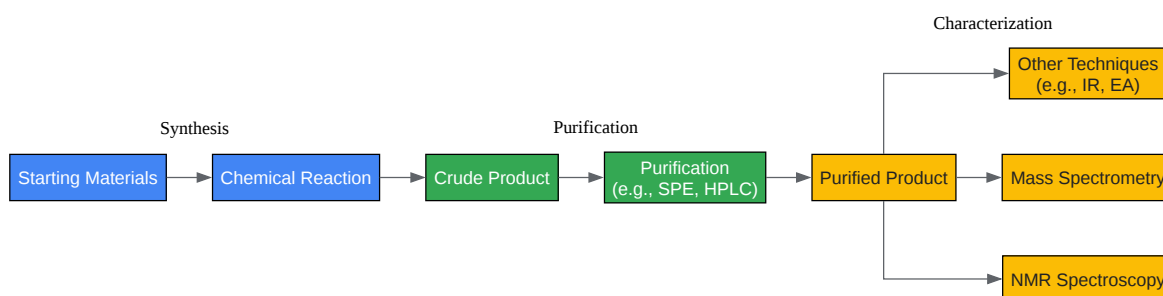 Characterization
Other Techniques
(e.g., IR, EA)
Synthesis
Purification
Starting Materials
Chemical Reaction
Crude Product
Purification
(e.g., SPE, HPLC)
Purified Product
Mass Spectrometry
NMR Spectroscopy